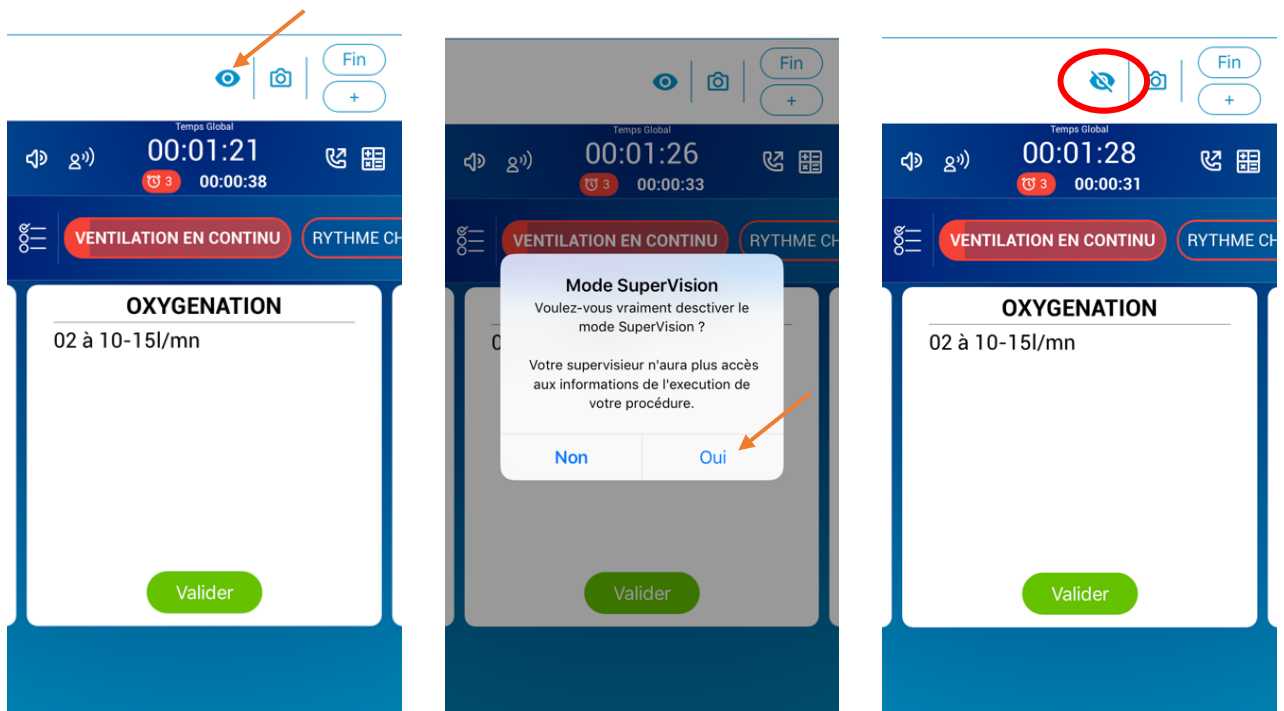 Fin
+
Temps Global
00:01:21
3 00:00:38
VENTILATION EN CONTINU RYTHME CH
OXYGENATION
02 à 10-15l/mn
Valider
Fin
+
Temps Global
00:01:26
3 00:00:33
VENTILATION EN CONTINU RYTHME CH
Mode SuperVision
Voulez-vous vraiment desctiver le
mode SuperVision ?
Votre supervisieur n'aura plus accès
aux informations de l'execution de
votre procédure.
Non Oui
Valider
Fin
+
Temps Global
00:01:28
3 00:00:31
VENTILATION EN CONTINU RYTHME CH
OXYGENATION
02 à 10-15l/mn
Valider